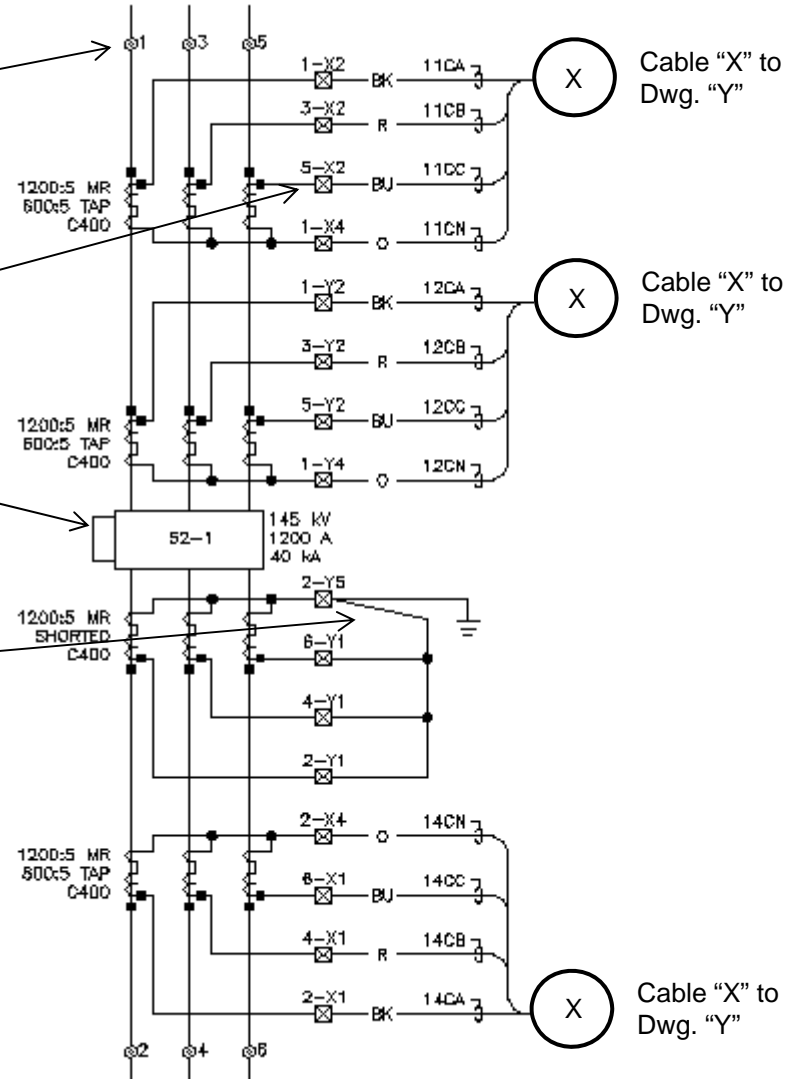 1 3 5
1-X2 BK 11CA
X
Cable “X” to
Dwg. “Y”
3-X2 R 11CB
5-X2 BU 11CC
1200:5 MR
600:5 TAP
C400
1-X4 O 11CN
1-Y2 BK 12CA
X
Cable “X” to
Dwg. “Y”
3-Y2 R 12CB
5-Y2 BU 12CC
1200:5 MR
600:5 TAP
C400
1-Y4 O 12CN
52-1
145 kV
1200 A
40 kA
2-Y5
1200:5 MR
SHORTED
C400
6-Y1
4-Y1
2-Y1
2-X4 O 14CN
1200:5 MR
800:5 TAP
C400
6-X1 BU 14CC
4-X1 R 14CB
2-X1 BK 14CA
X
Cable “X” to
Dwg. “Y”
2 4 6